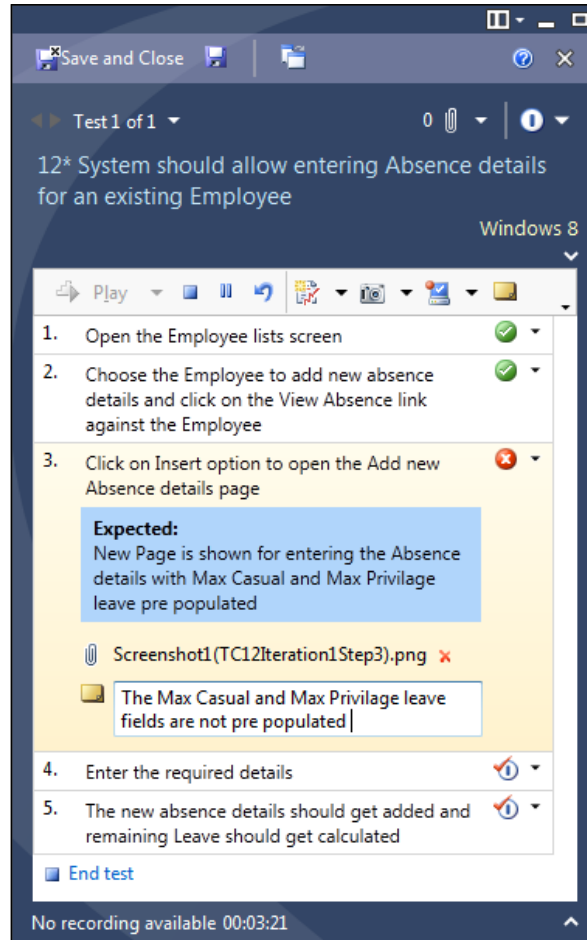 Save and Close
Test 1 of 1
0
12* System should allow entering Absence details
for an existing Employee
Windows 8
Play
1. Open the Employee lists screen
2. Choose the Employee to add new absence
details and click on the View Absence link
against the Employee
3. Click on Insert option to open the Add new
Absence details page
Expected:
New Page is shown for entering the Absence
details with Max Casual and Max Privilage
leave pre populated
Screenshot1(TC12Iteration1Step3).png
The Max Casual and Max Privilage leave
fields are not pre populated
4. Enter the required details
5. The new absence details should get added and
remaining Leave should get calculated
End test
No recording available 00:03:21